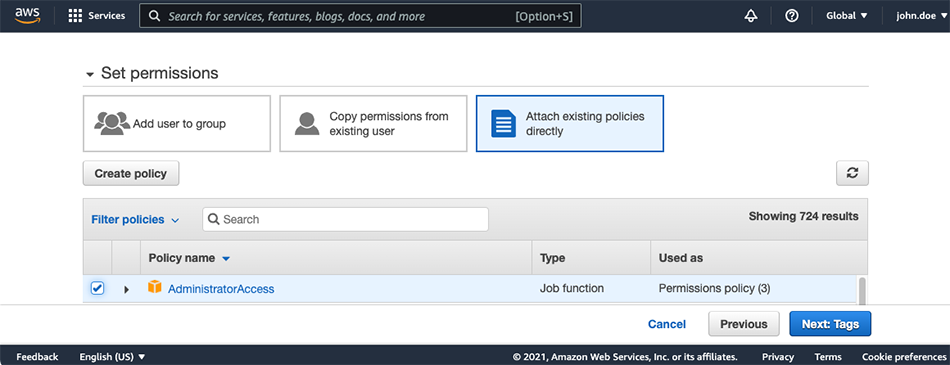 aws Services Search for services, features, blogs, docs, and more [Option+S] Global john.doe
Set permissions
Add user to group
Copy permissions from
existing user
Attach existing policies
directly
Create policy
Filter policies Search Showing 724 results
Policy name Type Used as
AdministratorAccess Job function Permissions policy (3)
Cancel Previous Next: Tags
Feedback English (US) © 2021, Amazon Web Services, Inc. or its affiliates. Privacy Terms Cookie preferences